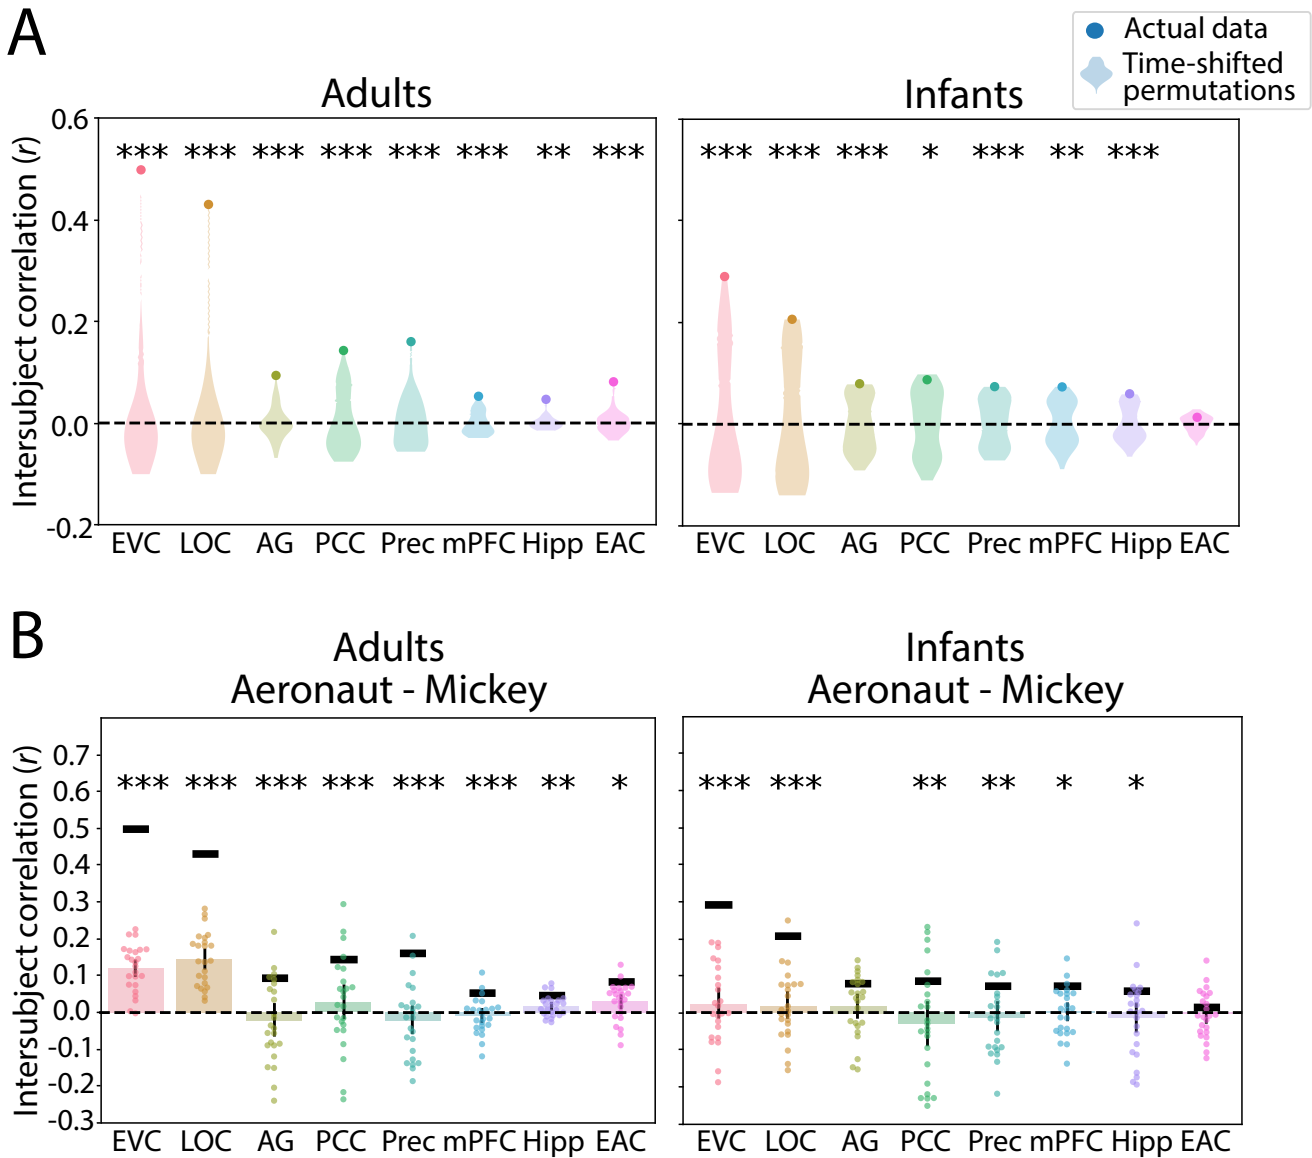 A
Actual data
Time-shifted
permutations
Adults
Infants
Intersubject correlation (r)
0.6
0.4
0.2
0.0
-0.2
*** *** *** *** *** *** ** ***
*** *** *** * *** ** ***
EVC LOC AG PCC Prec mPFC Hipp EAC
EVC LOC AG PCC Prec mPFC Hipp EAC
B
Adults
Aeronaut - Mickey
Infants
Aeronaut - Mickey
Intersubject correlation (r)
0.7
0.6
0.5
0.4
0.3
0.2
0.1
0.0
-0.1
-0.2
-0.3
*** *** *** *** *** *** ** *
*** *** ** ** * *
EVC LOC AG PCC Prec mPFC Hipp EAC
EVC LOC AG PCC Prec mPFC Hipp EAC